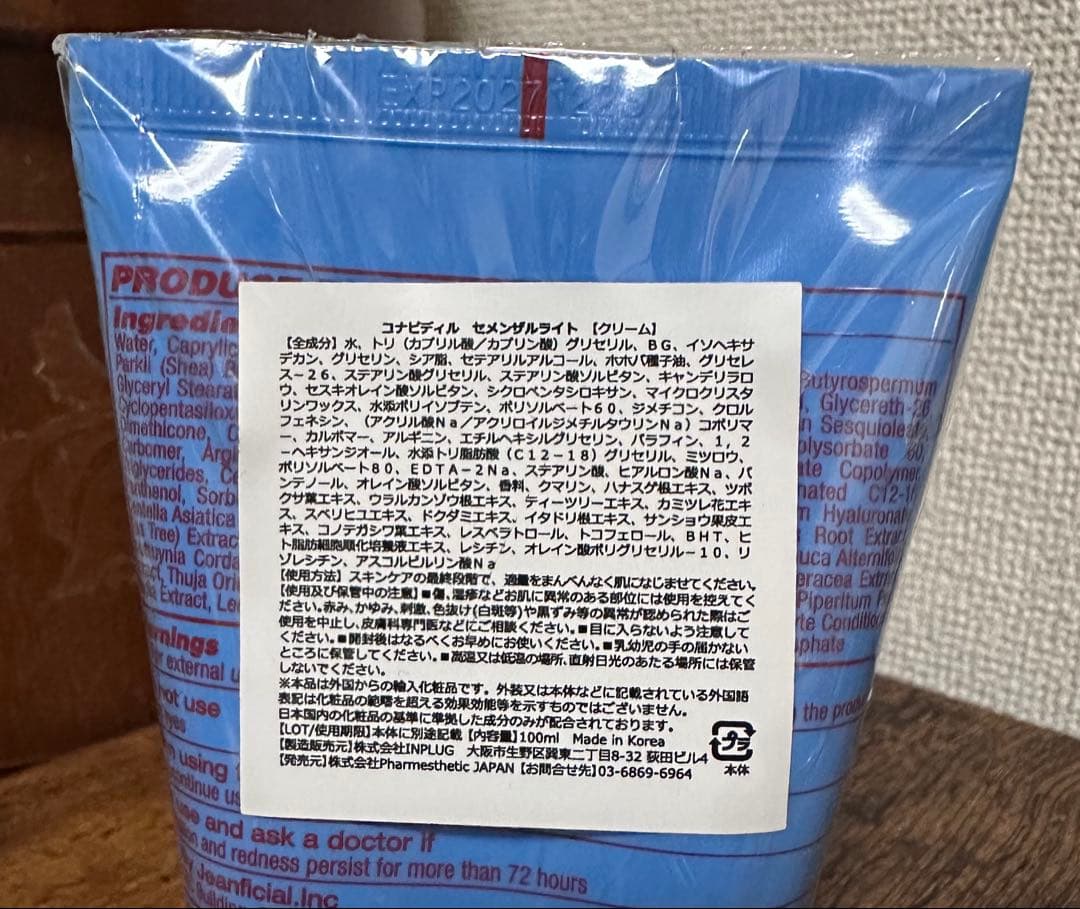 EXP2027
PRODU
Ingredi
Water, Caprylic
Parkii (Shea)
Glyceryl Steara
Cyclopentasilox
Dimethicone,
Carbomer, Argi
glycerides,
anthenol, Sorb
ntella Asiatica
Tree) Extrac
uynia Corda
Thuja Ori
Extract, Le
Butyrospermum
Glycereth-26
n Sesquiolea
olysorbate 60,
ate Copolymer,
nated C12-18
Hyaluronat
Root Extrac
uca Alternifo
eracea Extra
Piperitum
te Condition
phate
コナピディル セメンザルライト 【クリーム】
【全成分】水、トリ(カプリル酸/カプリン酸)グリセリル、BG、イソヘキサ
デカン、グリセリン、シア脂、セテアリルアルコール、ホホバ種子油、グリセレ
ス-26、ステアリン酸グリセリル、ステアリン酸ソルビタン、キャンデリラロ
ウ、セスキオレイン酸ソルビタン、シクロペンタシロキサン、マイクロクリスタ
リンワックス、水添ポリイソブテン、ポリソルベート60、ジメチコン、クロル
フェネシン、(アクリル酸Na/アクリロイルジメチルタウリンNa)コポリマ
ー、カルボマー、アルギニン、エチルヘキシルグリセリン、パラフィン、1,2
-ヘキサンジオール、水添トリ脂肪酸(C12-18)グリセリル、ミツロウ、
ポリソルベート80、EDTA-2Na、ステアリン酸、ヒアルロン酸Na、パ
ンテノール、オレイン酸ソルビタン、香料、クマリン、ハナスゲ根エキス、ツボ
クサ葉エキス、ウラルカンゾウ根エキス、ティーツリーエキス、カミツレ花エキ
ス、スベリヒユエキス、ドクダミエキス、イタドリ根エキス、サンショウ果皮エ
キス、コノテガシワ葉エキス、レスベラトロール、トコフェロール、BHT、ヒ
ト脂肪細胞順化培養液エキス、レシチン、オレイン酸ポリグリセリル-10、リ
ゾレシチン、アスコルビルリン酸Na
【使用方法】スキンケアの最終段階で、適量をまんべんなく肌になじませてください。
【使用及び保管中の注意】■傷、湿疹などお肌に異常のある部位には使用を控えてく
ださい。赤み、かゆみ、刺激、色抜け(白斑等)や黒ずみ等の異常が認められた際はご
使用を中止し、皮膚科専門医などにご相談ください。■目に入らないよう注意して
ください。■開封後はなるべくお早めにお使いください。■乳幼児の手の届かない
ところに保管してください。■高温又は低温の場所、直射日光のあたる場所には保管
しないでください。
※本品は外国からの輸入化粧品です。外装又は本体などに記載されている外国語
表記は化粧品の範疇を超える効果効能等を示すものではございません。
日本国内の化粧品の基準に準拠した成分のみが配合されております。
【LOT/使用期限】本体に別途記載 【内容量】100ml Made in Korea
【製造販売元】株式会社INPLUG 大阪市生野区巽東二丁目8-32 荻田ビル4
【発売元】株式会社Pharmesthetic JAPAN 【お問合せ先】03-6869-6964
プラ
本体
rnings
external u
not use
eyes
the produ
using
continue us
use and ask a doctor if
and redness persist for more than 72 hours
Jeanficial.Inc
Building